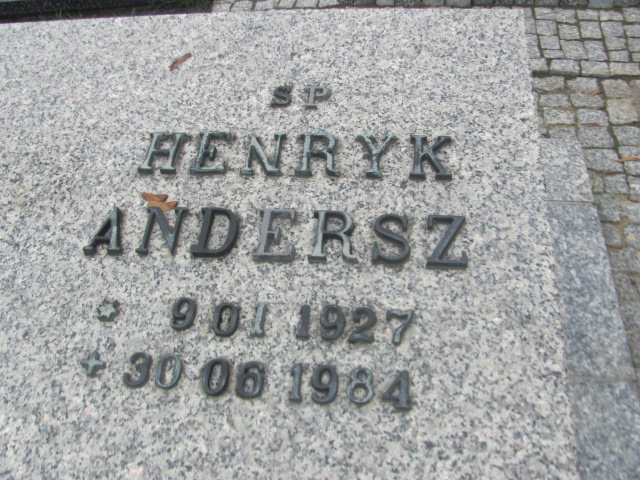 SP
HENRYK
ANDERSZ
* 9 01 1927
+ 30 06 1984